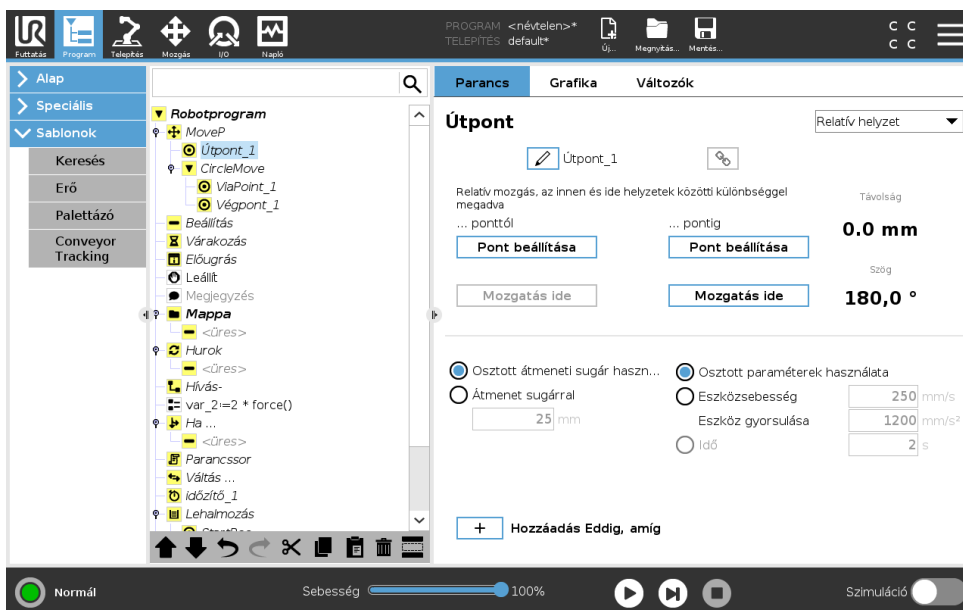 UR
Futtatás
Program
Telepítés
Mozgás
I/O
Napló
PROGRAM <névtelen>*
TELEPÍTÉS default*
Új...
Megnyitás...
Mentés...
C C
C C
Alap
Speciális
Sablonok
Keresés
Erő
Palettázó
Conveyor
Tracking
Robotprogram
MoveP
Útpont_1
CircleMove
ViaPoint_1
Végpont_1
Beállítás
Várakozás
Előugrás
Leállít
Megjegyzés
Mappa
<üres>
Hurok
<üres>
Hívás-
var_2:=2 * force()
Ha ...
<üres>
Parancssor
Váltás ...
időzítő_1
Lehalmozás
StartPos
Parancs
Grafika
Változók
Útpont
Relatív helyzet
Útpont_1
Relatív mozgás, az innen és ide helyzetek közötti különbséggel
megadva
Távolság
... ponttól
... pontig
0.0 mm
Pont beállítása
Pont beállítása
Szög
Mozgatás ide
Mozgatás ide
180,0 °
Osztott átmeneti sugár haszn...
Osztott paraméterek használata
Átmenet sugárral
Eszközsebesség
250 mm/s
25 mm
Eszköz gyorsulása
1200 mm/s²
Idő
2 s
+
Hozzáadás Eddig, amíg
Normál
Sebesség
100%
Szimuláció